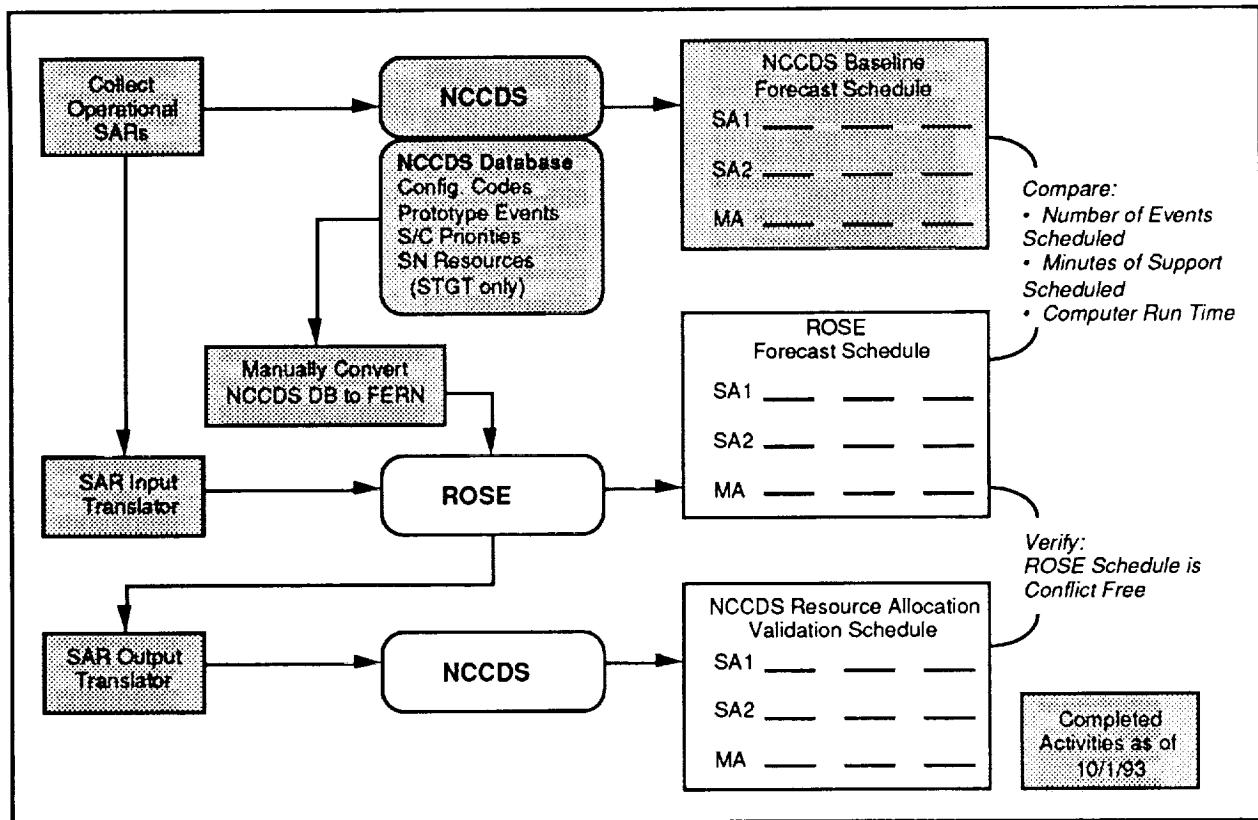 Collect
Operational
SARs
NCCDS
NCCDS Database
Config. Codes
Prototype Events
S/C Priorities
SN Resources
(STGT only)
NCCDS Baseline
Forecast Schedule
SA1
SA2
MA
Compare:
• Number of Events
Scheduled
• Minutes of Support
Scheduled
• Computer Run Time
Manually Convert
NCCDS DB to FERN
SAR Input
Translator
ROSE
ROSE
Forecast Schedule
SA1
SA2
MA
Verify:
ROSE Schedule is
Conflict Free
SAR Output
Translator
NCCDS
NCCDS Resource Allocation
Validation Schedule
SA1
SA2
MA
Completed
Activities as of
10/1/93